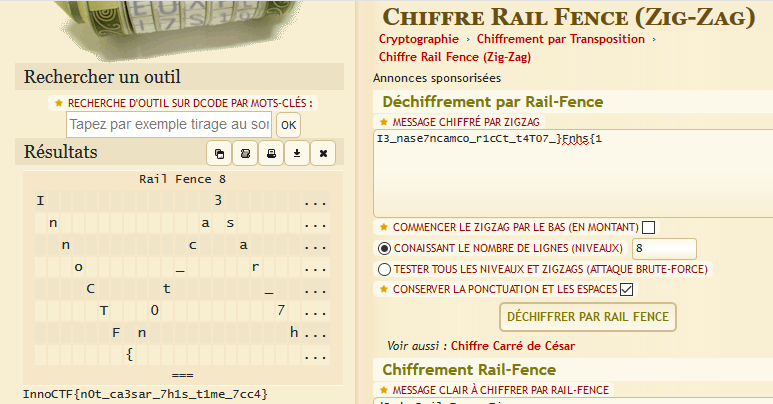 CHIFFRE RAIL FENCE (ZIG-ZAG)
Cryptographie › Chiffrement par Transposition ›
Chiffre Rail Fence (Zig-Zag)
Annonces sponsorisées
Déchiffrement par Rail-Fence
★ MESSAGE CHIFFRÉ PAR ZIGZAG
I3_nase7ncamco_r1cCt_t4T07_}Fnhs{1
★ COMMENCER LE ZIGZAG PAR LE BAS (EN MONTANT)
★ CONAISSANT LE NOMBRE DE LIGNES (NIVEAUX) 8
TESTER TOUS LES NIVEAUX ET ZIGZAGS (ATTAQUE BRUTE-FORCE)
★ CONSERVER LA PONCTUATION ET LES ESPACES
DÉCHIFFRER PAR RAIL FENCE
Voir aussi : Chiffre Carré de César
Chiffrement Rail-Fence
★ MESSAGE CLAIR À CHIFFRER PAR RAIL-FENCE
Rechercher un outil
★ RECHERCHE D'OUTIL SUR DCODE PAR MOTS-CLÉS :
Tapez par exemple tirage au sor OK
Résultats
Rail Fence 8
I 3 ...
n a s ...
n c a ...
o _ r ...
C t _ ...
T 0 7 ...
F n h ...
{ ...
===
InnoCTF{n0t_ca3sar_7h1s_t1me_7cc4}